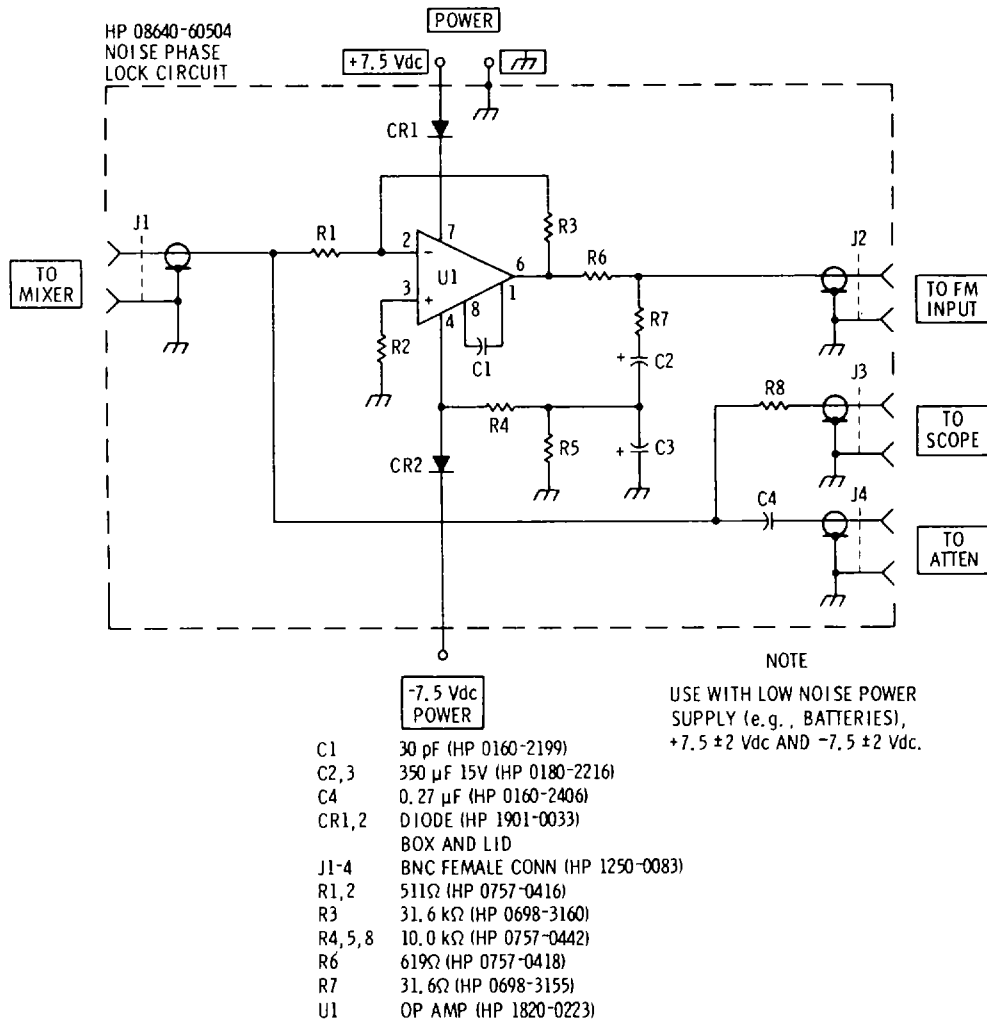 HP 08640-60504
NOISE PHASE
LOCK CIRCUIT
POWER
+7.5 Vdc
CR1
J1
R1
2
−
7
U1
3
+
4
8
6
1
R3
R6
J2
TO
MIXER
TO FM
INPUT
R2
C1
R7
+
C2
R4
R5
+
C3
R8
J3
TO
SCOPE
CR2
C4
J4
TO
ATTEN
-7.5 Vdc
POWER
NOTE
USE WITH LOW NOISE POWER
SUPPLY (e.g., BATTERIES),
+7.5 ±2 Vdc AND -7.5 ±2 Vdc.
C1 30 pF (HP 0160-2199)
C2,3 350 µF 15V (HP 0180-2216)
C4 0.27 µF (HP 0160-2406)
CR1,2 DIODE (HP 1901-0033)
BOX AND LID
J1-4 BNC FEMALE CONN (HP 1250-0083)
R1,2 511Ω (HP 0757-0416)
R3 31.6 kΩ (HP 0698-3160)
R4,5,8 10.0 kΩ (HP 0757-0442)
R6 619Ω (HP 0757-0418)
R7 31.6Ω (HP 0698-3155)
U1 OP AMP (HP 1820-0223)